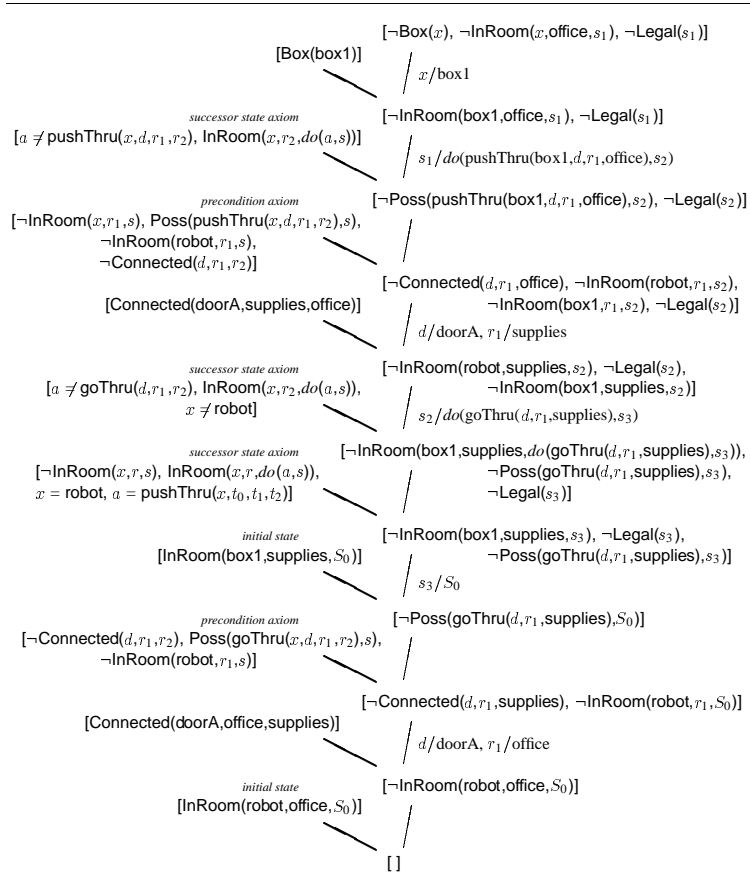 [¬Box(x), ¬InRoom(x,office,s₁), ¬Legal(s₁)]
[Box(box1)]
x/box1
successor state axiom
[a ≠ pushThru(x,d,r₁,r₂), InRoom(x,r₂,do(a,s))]
[¬InRoom(box1,office,s₁), ¬Legal(s₁)]
s₁/do(pushThru(box1,d,r₁,office),s₂)
precondition axiom
[¬InRoom(x,r₁,s), Poss(pushThru(x,d,r₁,r₂),s),
¬InRoom(robot,r₁,s),
¬Connected(d,r₁,r₂)]
[¬Poss(pushThru(box1,d,r₁,office),s₂), ¬Legal(s₂)]
[¬Connected(d,r₁,office), ¬InRoom(robot,r₁,s₂),
¬InRoom(box1,r₁,s₂), ¬Legal(s₂)]
[Connected(doorA,supplies,office)]
d/doorA, r₁/supplies
successor state axiom
[a ≠ goThru(d,r₁,r₂), InRoom(x,r₂,do(a,s)),
x ≠ robot]
[¬InRoom(robot,supplies,s₂), ¬Legal(s₂),
¬InRoom(box1,supplies,s₂)]
s₂/do(goThru(d,r₁,supplies),s₃)
successor state axiom
[¬InRoom(x,r,s), InRoom(x,r,do(a,s)),
x = robot, a = pushThru(x,t₀,t₁,t₂)]
[¬InRoom(box1,supplies,do(goThru(d,r₁,supplies),s₃)),
¬Poss(goThru(d,r₁,supplies),s₃),
¬Legal(s₃)]
initial state
[InRoom(box1,supplies,S₀)]
[¬InRoom(box1,supplies,s₃), ¬Legal(s₃),
¬Poss(goThru(d,r₁,supplies),s₃)]
s₃/S₀
precondition axiom
[¬Connected(d,r₁,r₂), Poss(goThru(x,d,r₁,r₂),s),
¬InRoom(robot,r₁,s)]
[¬Poss(goThru(d,r₁,supplies),S₀)]
[¬Connected(d,r₁,supplies), ¬InRoom(robot,r₁,S₀)]
[Connected(doorA,office,supplies)]
d/doorA, r₁/office
initial state
[InRoom(robot,office,S₀)]
[¬InRoom(robot,office,S₀)]
[ ]